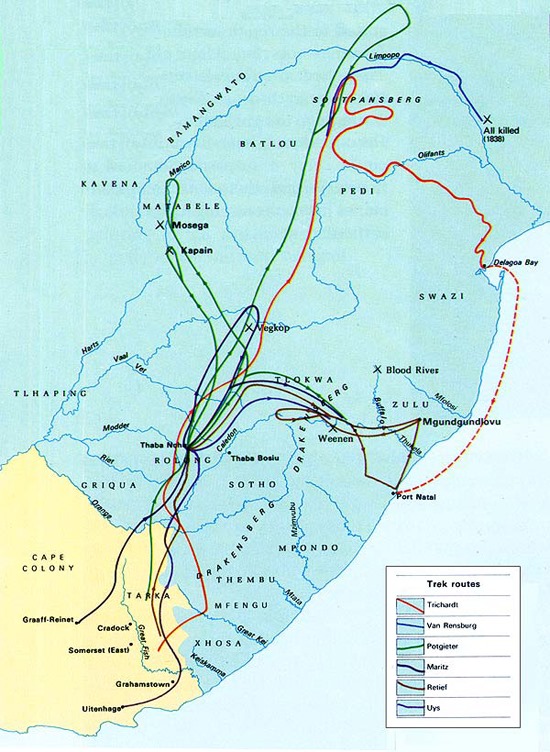 Limpopo
BAMANGWATO
SOUTPANSBERG
All killed
(1838)
BATLOU
Olifants
Marico
KAVENA
PEDI
MATABELE
Mosega
Kapain
Delagoa Bay
SWAZI
Vegkop
Harts
Vaal
Vet
Blood River
TLOKWA
TLHAPING
DRAKENSBERG
Buffalo
ZULU
Mfolosi
Mgundgundlovu
Modder
Weenen
Thaba Nchu
Caledon
Tugela
Riet
ROLONG
Thaba Bosiu
GRIQUA
SOTHO
Port Natal
Orange
DRAKENSBERG
Mzimvubu
MPONDO
CAPE
COLONY
THEMBU
TARKA
Mtata
MFENGU
Graaff-Reinet
Cradock
Great Fish
Great Kei
Somerset (East)
XHOSA
Keiskamma
Grahamstown
Uitenhage
Trek routes
Trichardt
Van Rensburg
Potgieter
Maritz
Retief
Uys